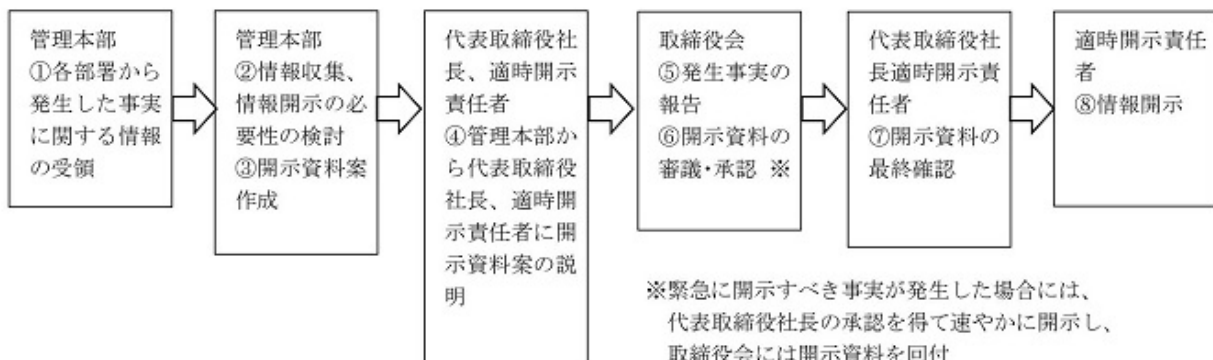 管理本部
①各部署から
発生した事実
に関する情報
の受領
管理本部
②情報収集、
情報開示の必
要性の検討
③開示資料案
作成
代表取締役社
長、適時開示
責任者
④管理本部か
ら代表取締役
社長、適時開
示責任者に開
示資料案の説
明
取締役会
⑤発生事実の
報告
⑥開示資料の
審議・承認 ※
代表取締役社
長適時開示責
任者
⑦開示資料の
最終確認
適時開示責任
者
⑧情報開示
※緊急に開示すべき事実が発生した場合には、
代表取締役社長の承認を得て速やかに開示し、
取締役会には開示資料を回付